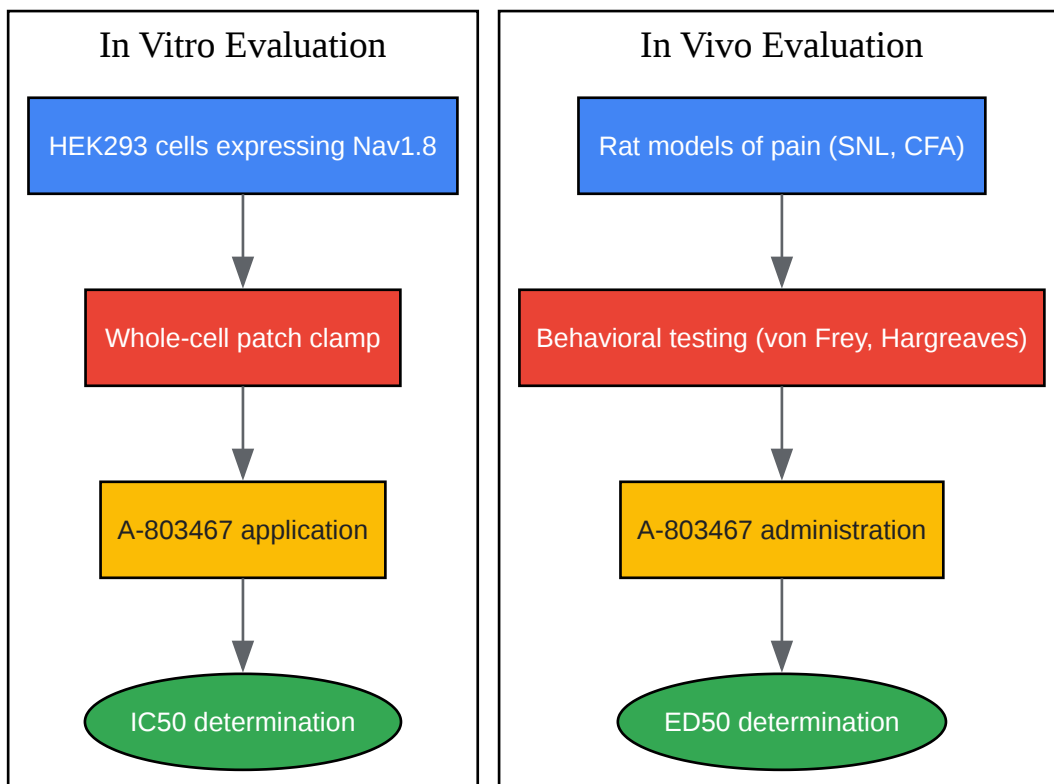 In Vitro Evaluation
HEK293 cells expressing Nav1.8
Whole-cell patch clamp
A-803467 application
IC50 determination
In Vivo Evaluation
Rat models of pain (SNL, CFA)
Behavioral testing (von Frey, Hargreaves)
A-803467 administration
ED50 determination